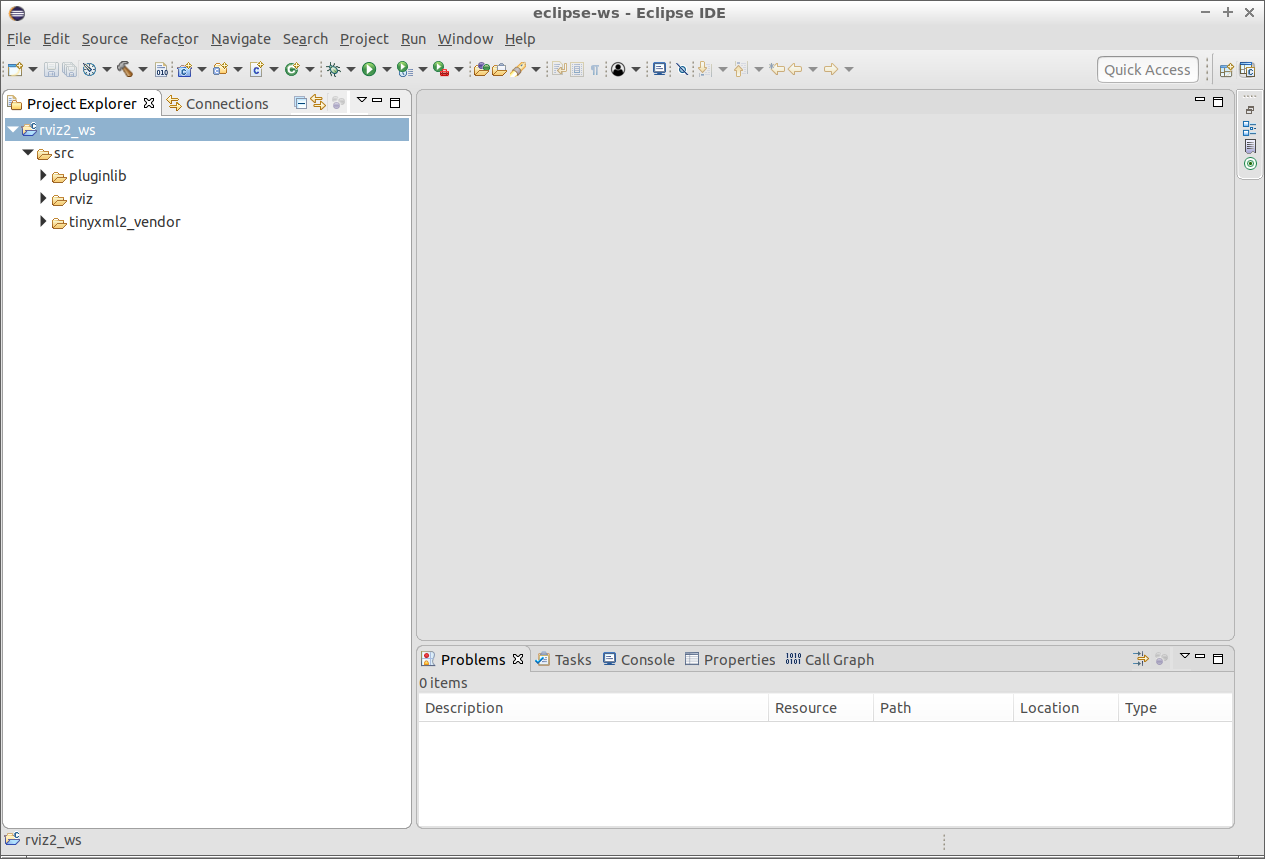 eclipse-ws - Eclipse IDE
File Edit Source Refactor Navigate Search Project Run Window Help
Quick Access
Project Explorer Connections
rviz2_ws
src
pluginlib
rviz
tinyxml2_vendor
Problems Tasks Console Properties Call Graph
0 items
Description Resource Path Location Type
rviz2_ws